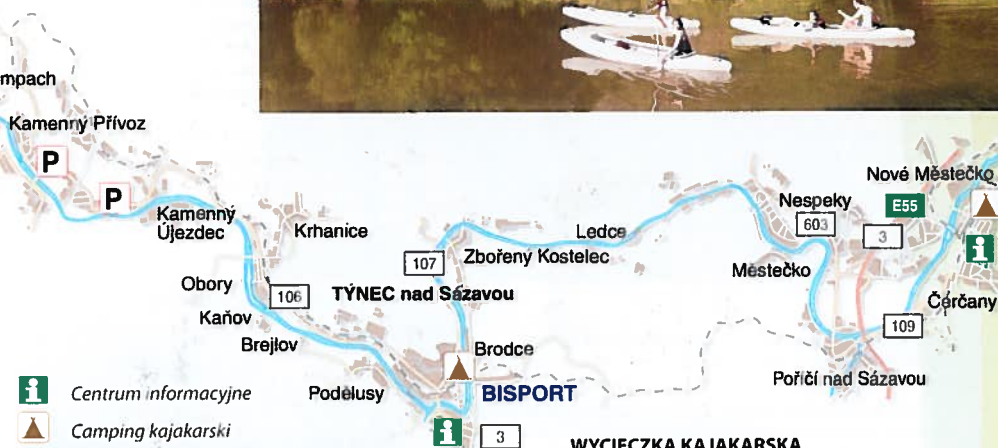 mpach
Kamenný Přívoz
P
P
Nové Městečko
Nespeky
E55
603
3
Kamenný
Újezdec
Krhanice
Ledce
107
Zbořený Kostelec
Městečko
Obory
106
TÝNEC nad Sázavou
Čerčany
Kaňov
109
Brejlov
Brodce
Poříčí nad Sázavou
Podělusy
BISPORT
Centrum informacyjne
Camping kajakarski
3
WYCIECZKA KAJAKARSKA